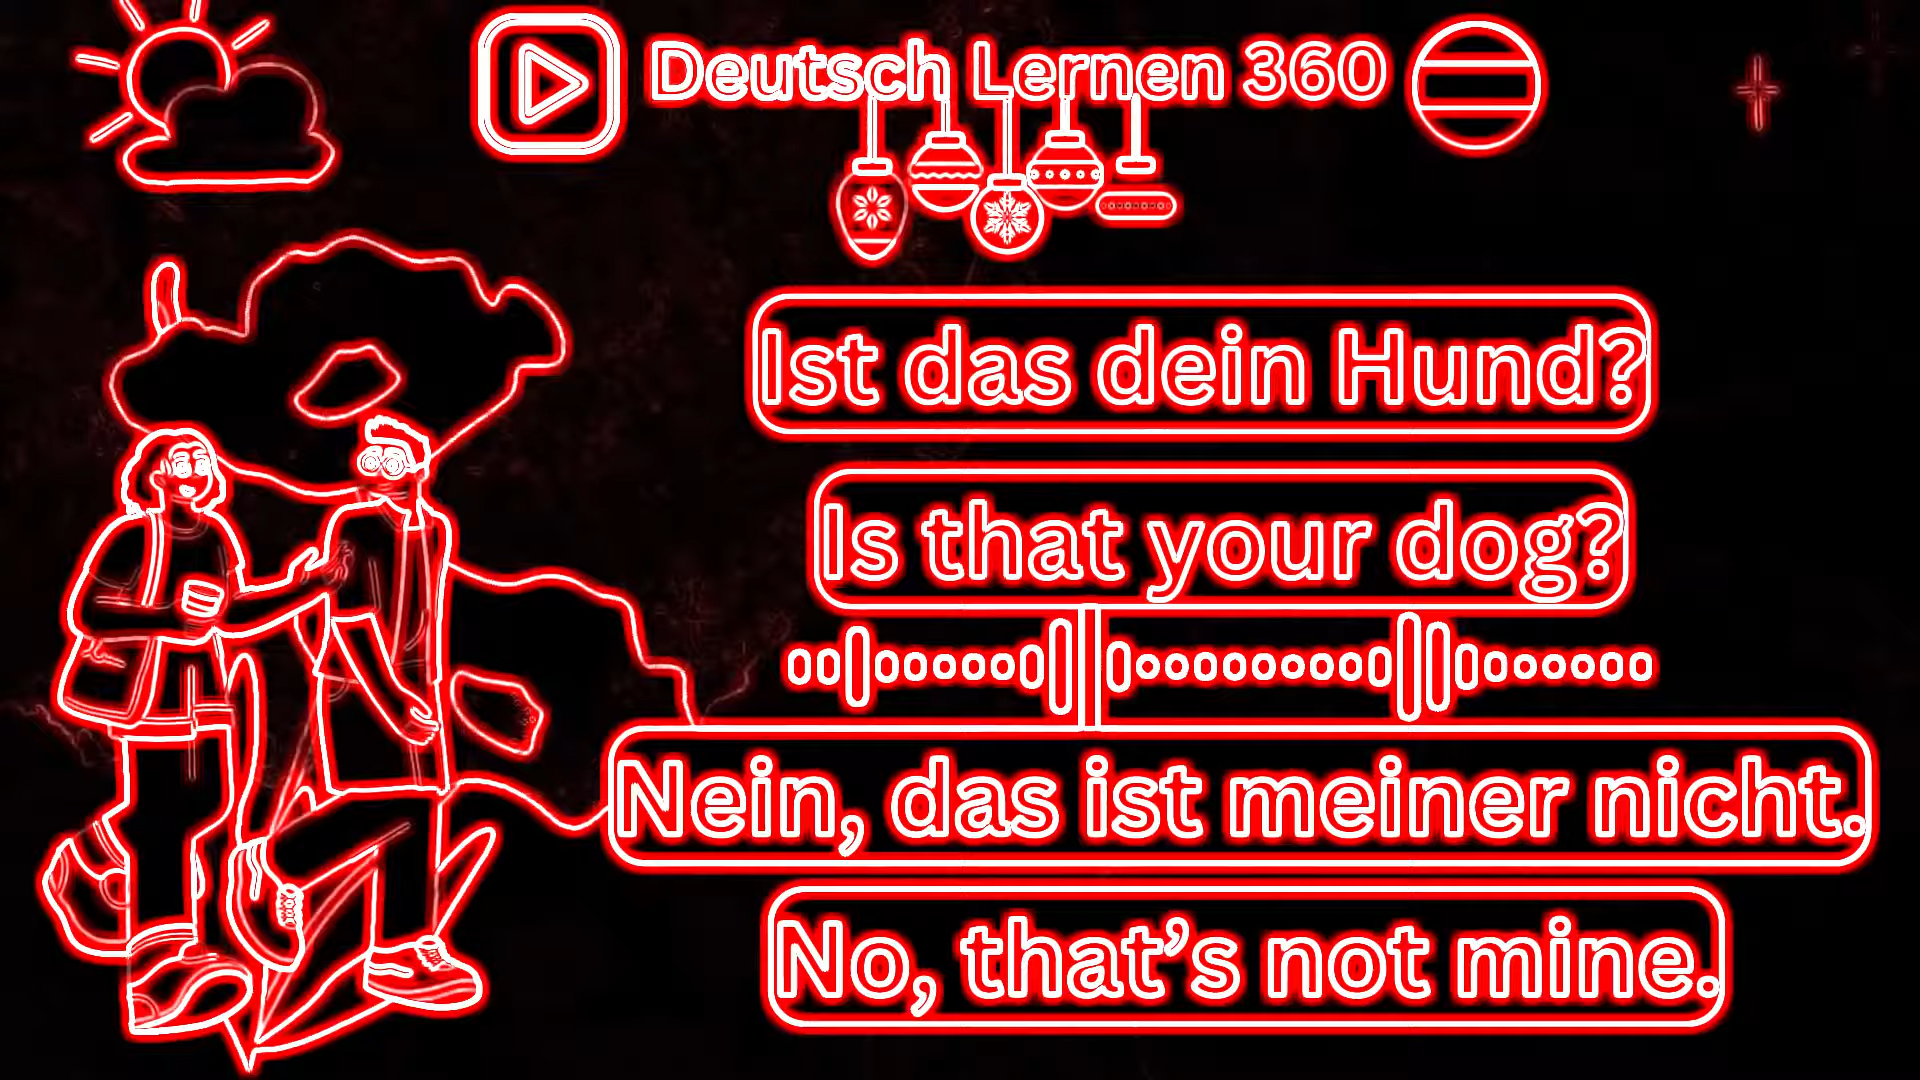 Deutsch Lernen 360
Ist das dein Hund?
Is that your dog?
Nein, das ist meiner nicht.
No, that’s not mine.